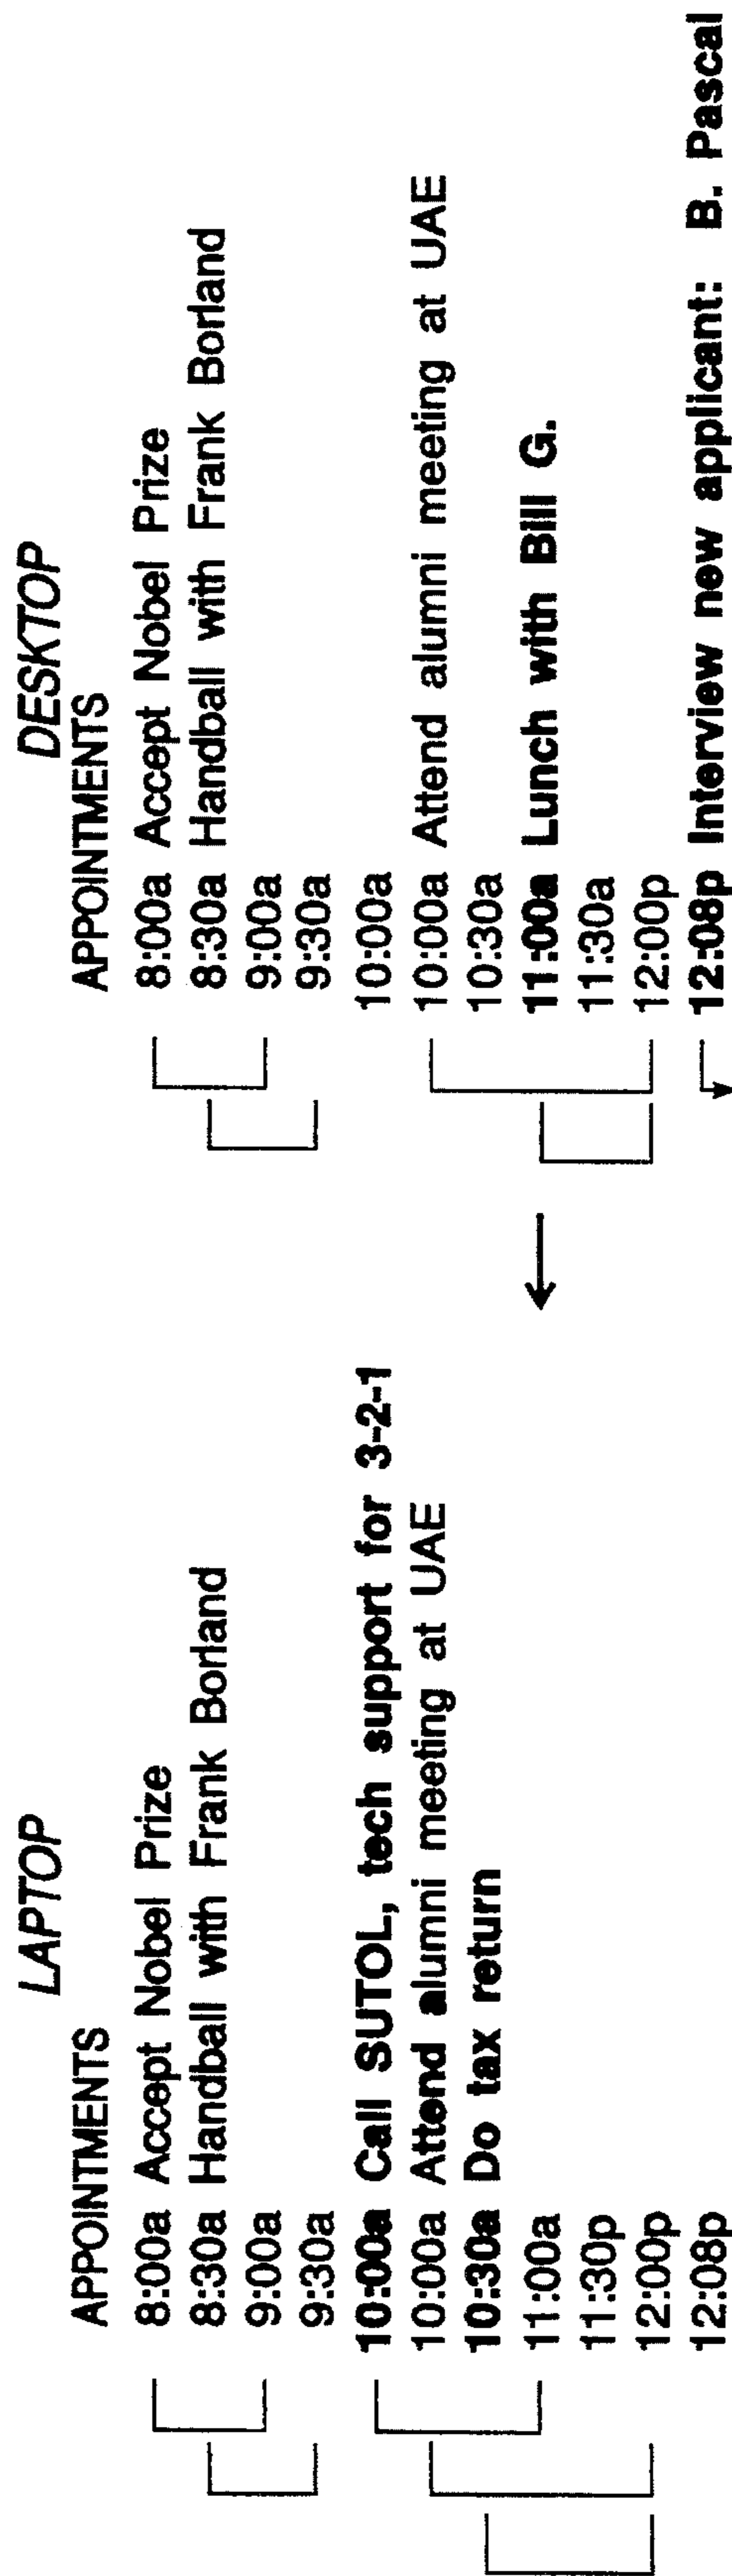 LAPTOP
APPOINTMENTS
8:00a Accept Nobel Prize
8:30a Handball with Frank Borland
9:00a
9:30a
10:00a Call SUTOL, tech support for 3-2-1
10:00a Attend alumni meeting at UAE
10:30a Do tax return
11:00a
11:30p
12:00p
12:08p
DESKTOP
APPOINTMENTS
8:00a Accept Nobel Prize
8:30a Handball with Frank Borland
9:00a
9:30a
10:00a
10:00a Attend alumni meeting at UAE
10:30a
11:00a Lunch with Bill G.
11:30a
12:00p
12:08p Interview new applicant: B. Pascal